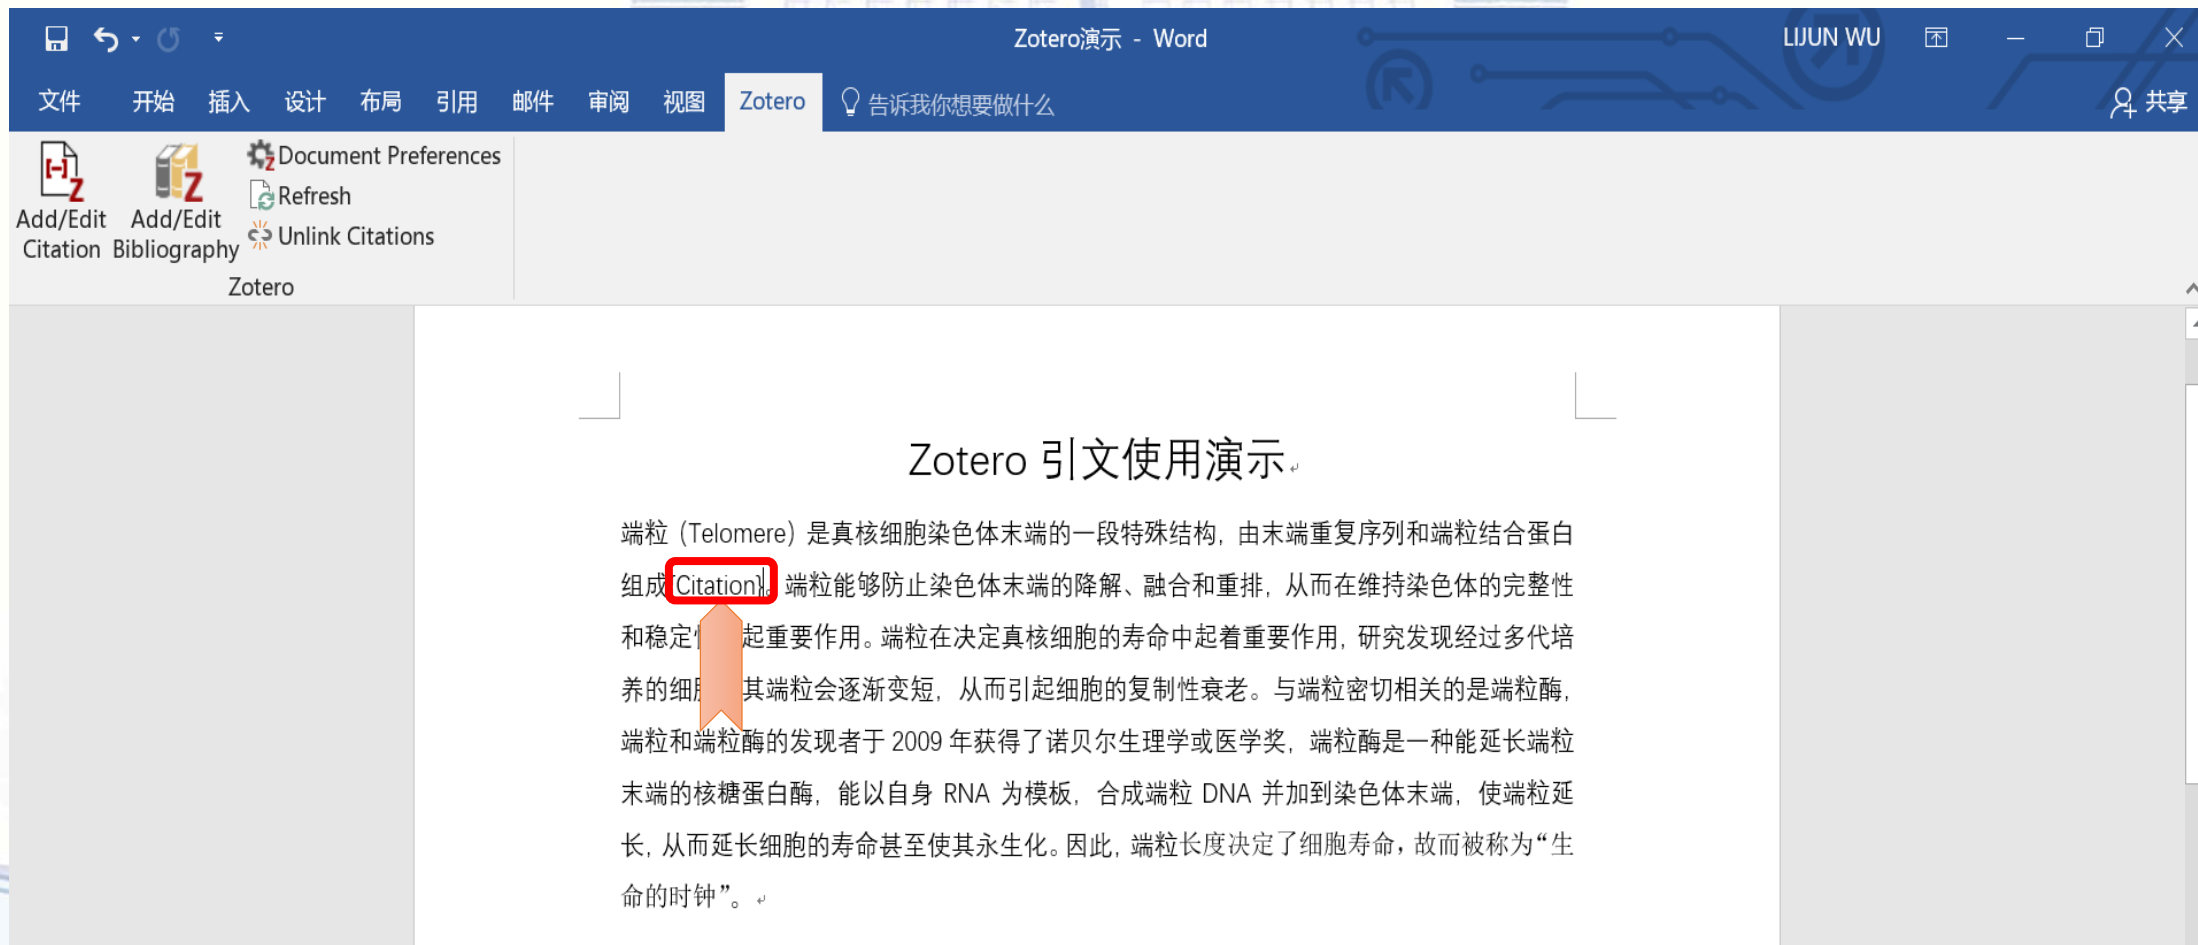 Zotero演示 - Word
LIJUN WU
文件 开始 插入 设计 布局 引用 邮件 审阅 视图 Zotero 告诉我你想要做什么 共享
Add/Edit Citation
Add/Edit Bibliography
Document Preferences
Refresh
Unlink Citations
Zotero
Zotero 引文使用演示
端粒 (Telomere) 是真核细胞染色体末端的一段特殊结构, 由末端重复序列和端粒结合蛋白
组成{Citation}。端粒能够防止染色体末端的降解、融合和重排, 从而在维持染色体的完整性
和稳定 起重要作用。端粒在决定真核细胞的寿命中起着重要作用, 研究发现经过多代培
养的细 其端粒会逐渐变短, 从而引起细胞的复制性衰老。与端粒密切相关的是端粒酶,
端粒和端粒酶的发现者于 2009 年获得了诺贝尔生理学或医学奖, 端粒酶是一种能延长端粒
末端的核糖蛋白酶, 能以自身 RNA 为模板, 合成端粒 DNA 并加到染色体末端, 使端粒延
长, 从而延长细胞的寿命甚至使其永生化。因此, 端粒长度决定了细胞寿命，故而被称为“生
命的时钟”。